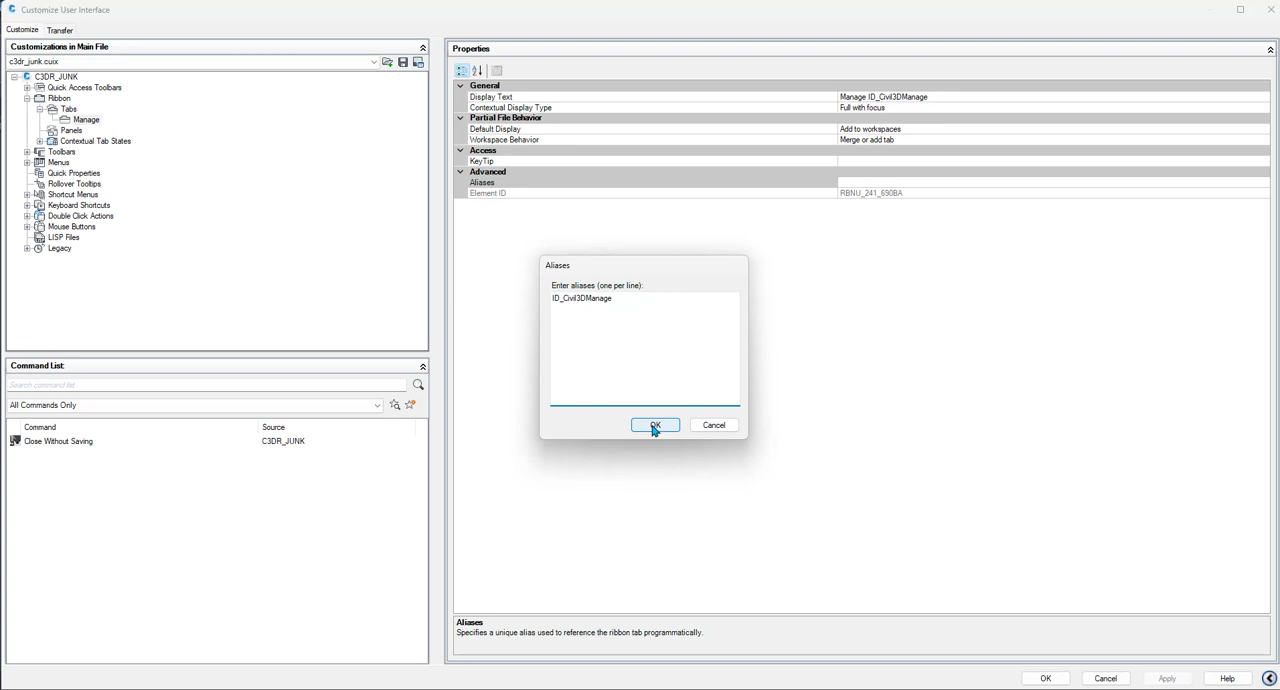 Customize User Interface
Customize Transfer
Customizations in Main File
c3dr_junk.cuix
C3DR_JUNK
Quick Access Toolbars
Ribbon
Tabs
Manage
Panels
Contextual Tab States
Toolbars
Menus
Quick Properties
Rollover Tooltips
Shortcut Menus
Keyboard Shortcuts
Double Click Actions
Mouse Buttons
LISP Files
Legacy
Command List:
Search command list
All Commands Only
Command Source
Close Without Saving C3DR_JUNK
Properties
General
Display Text Manage ID_Civil3DManage
Contextual Display Type Full with focus
Partial File Behavior
Default Display Add to workspaces
Workspace Behavior Merge or add tab
Access
KeyTip
Advanced
Aliases
Element ID RBNU_241_690BA
Aliases
Enter aliases (one per line):
ID_Civil3DManage
OK Cancel
Aliases
Specifies a unique alias used to reference the ribbon tab programmatically.
OK Cancel Apply Help